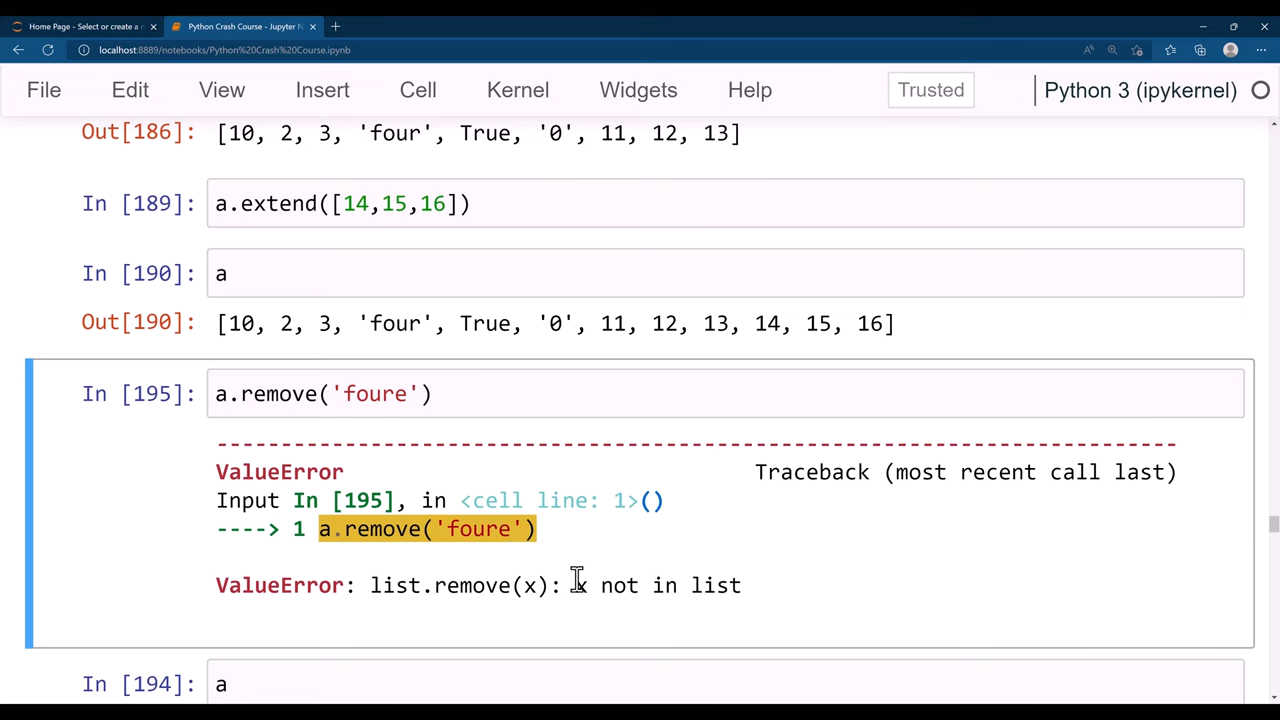 Home Page - Select or create a n
Python Crash Course - Jupyter N
localhost:8889/notebooks/Python%20Crash%20Course.ipynb
File Edit View Insert Cell Kernel Widgets Help Trusted Python 3 (ipykernel)
Out[186]: [10, 2, 3, 'four', True, '0', 11, 12, 13]
In [189]: a.extend([14,15,16])
In [190]: a
Out[190]: [10, 2, 3, 'four', True, '0', 11, 12, 13, 14, 15, 16]
In [195]: a.remove('foure')
---------------------------------------------------------------------------
ValueError Traceback (most recent call last)
Input In [195], in <cell line: 1>()
----> 1 a.remove('foure')
ValueError: list.remove(x): x not in list
In [194]: a